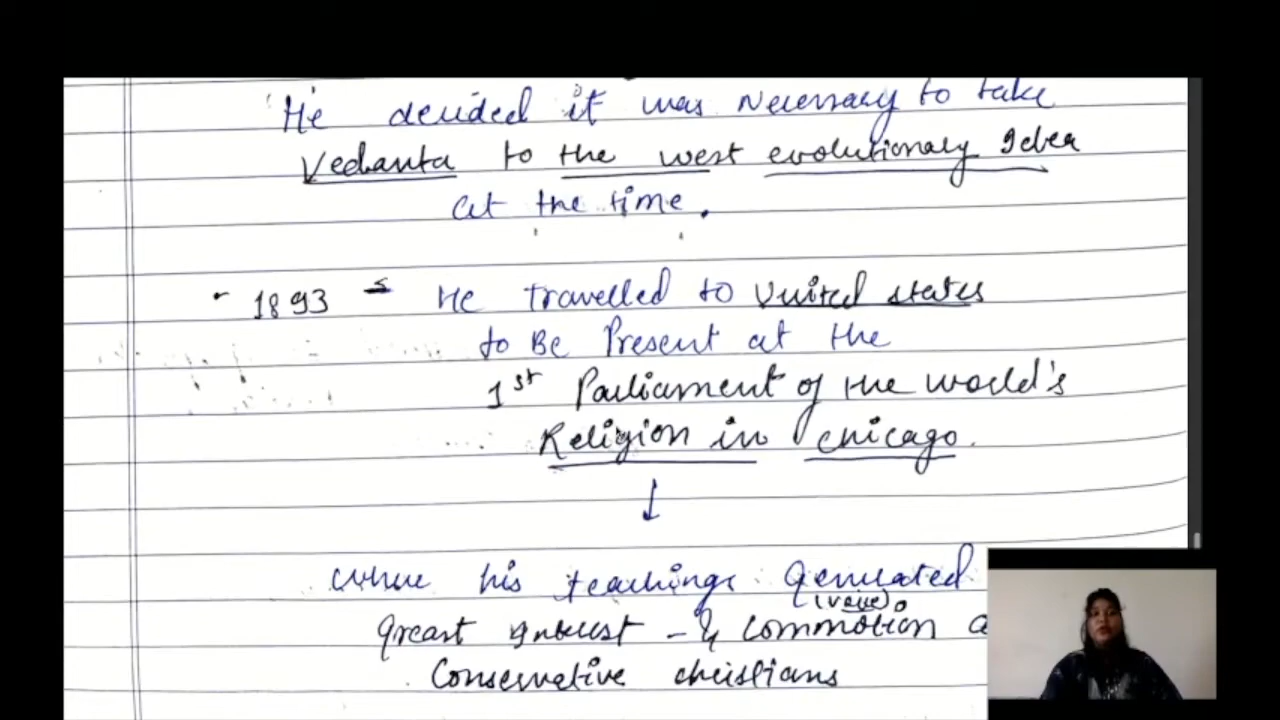 He decided it was necessary to take
Vedanta to the west evolutionary Idea
at the time.
1893 He travelled to United states
to Be Present at the
1st Parliament of the world's
Religion in Chicago.
↓
where his teachings generated
great interest - & commotion
Conservative christians